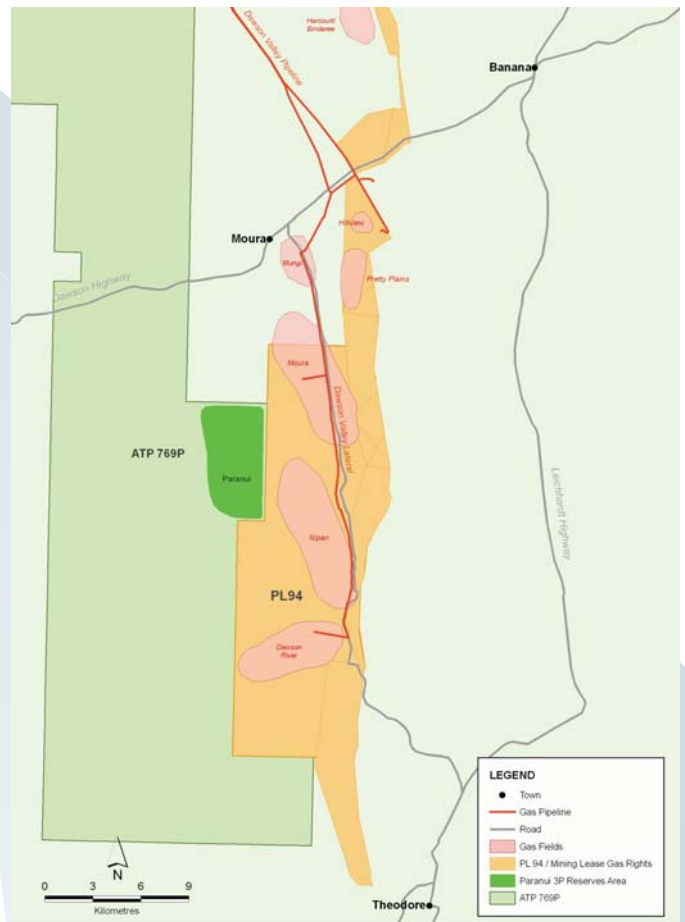 Harcourt/
Bindaree
Dawson Valley Pipeline
Banana
Hillview
Moura
Mungi
Pretty Plains
Dawson Highway
Moura
Dawson Valley Lateral
ATP 769P
Paranui
Leichhardt Highway
Nipan
PL94
Dawson
River
LEGEND
Town
Gas Pipeline
Road
Gas Fields
PL 94 / Mining Lease Gas Rights
Paranui 3P Reserves Area
ATP 769P
N
0 3 6 9
Kilometres
Theodore